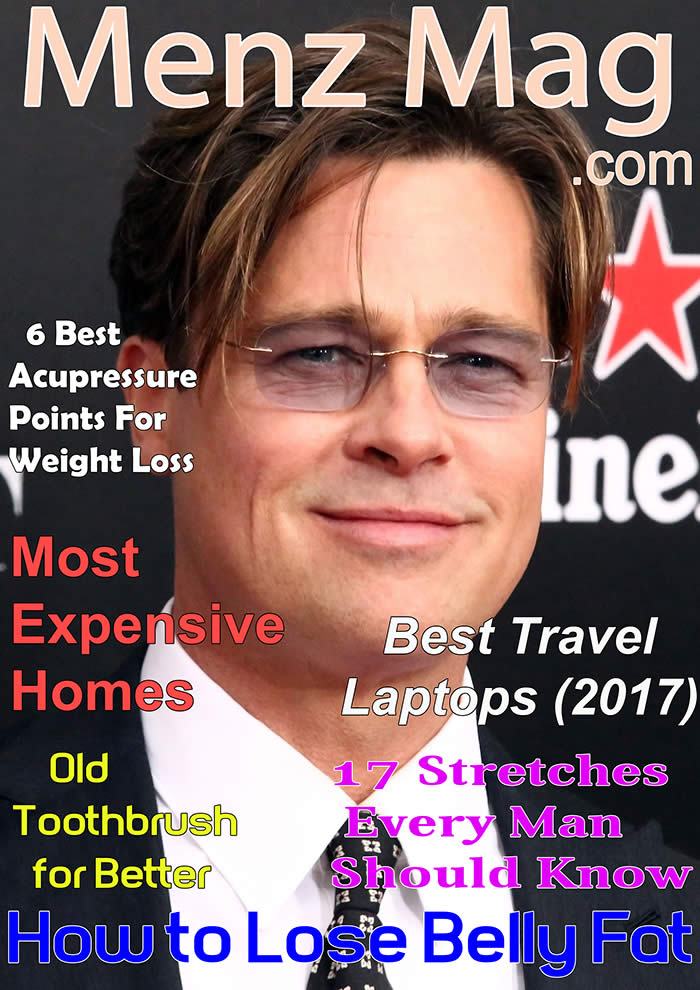 Menz Mag
.com
6 Best
Acupressure
Points For
Weight Loss
ine
Most
Expensive
Homes
Best Travel
Laptops (2017)
Old
Toothbrush
for Better
17 Stretches
Every Man
Should Know
How to Lose Belly Fat